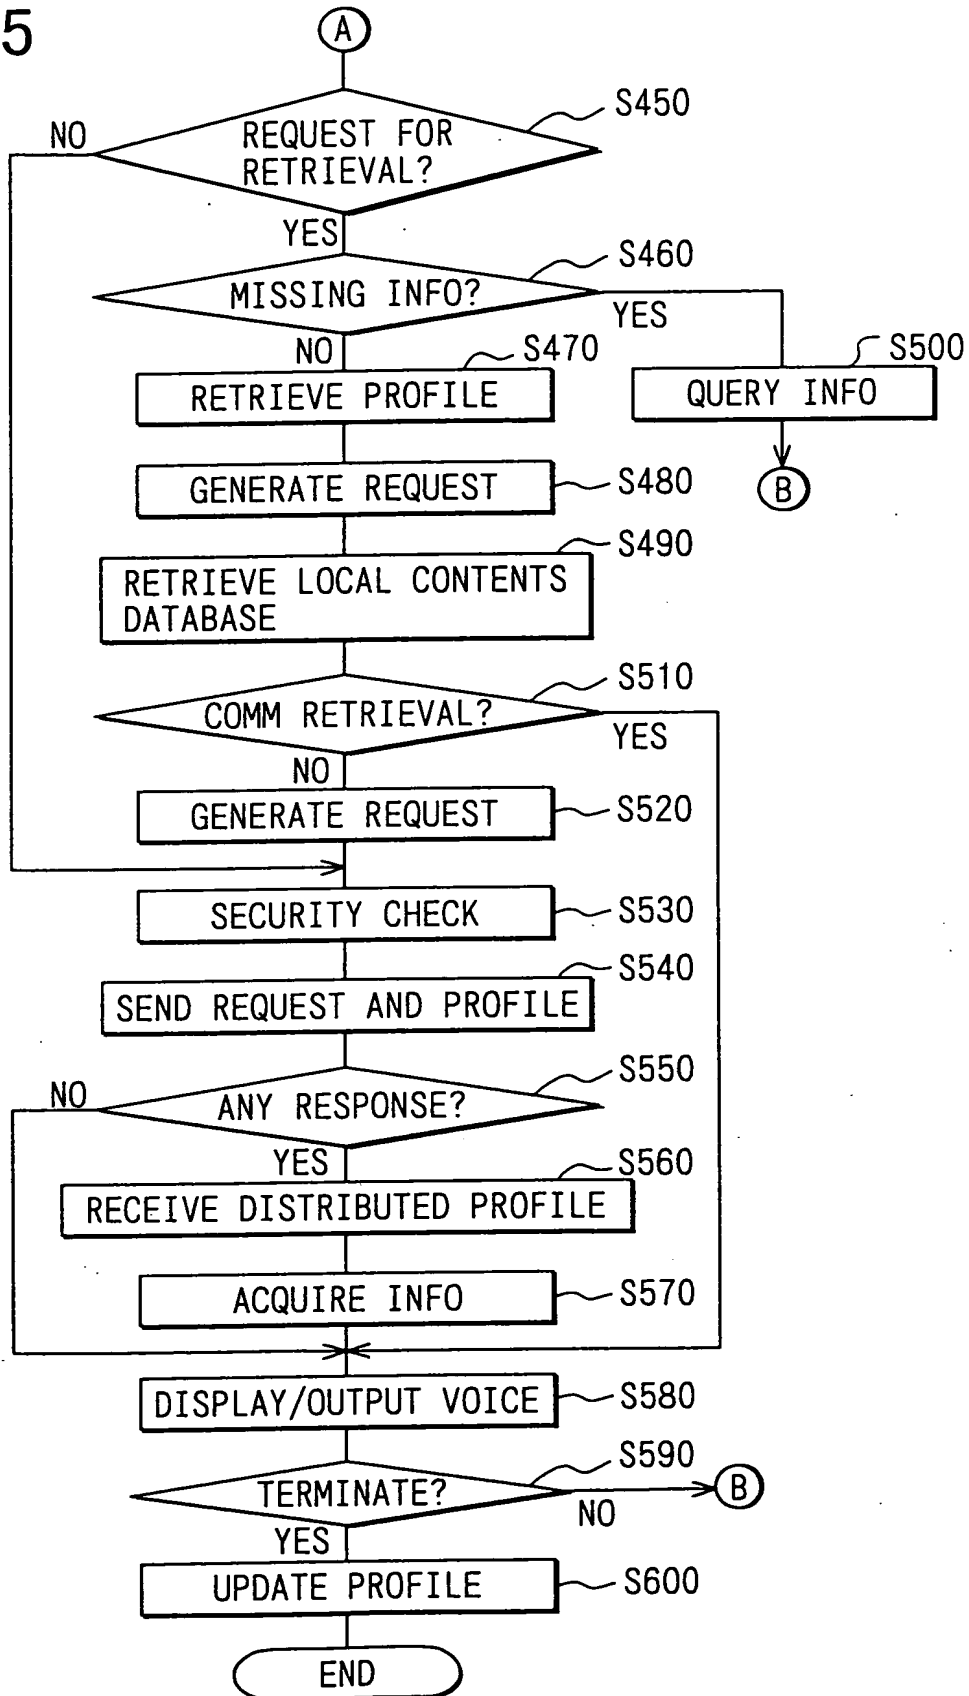 5
A
S450
NO
REQUEST FOR
RETRIEVAL?
YES
S460
MISSING INFO?
YES
NO
S470
S500
RETRIEVE PROFILE
QUERY INFO
GENERATE REQUEST
S480
B
S490
RETRIEVE LOCAL CONTENTS
DATABASE
S510
COMM RETRIEVAL?
YES
NO
GENERATE REQUEST
S520
SECURITY CHECK
S530
S540
SEND REQUEST AND PROFILE
S550
NO
ANY RESPONSE?
YES
S560
RECEIVE DISTRIBUTED PROFILE
ACQUIRE INFO
S570
DISPLAY/OUTPUT VOICE
S580
S590
TERMINATE?
B
NO
YES
UPDATE PROFILE
S600
END